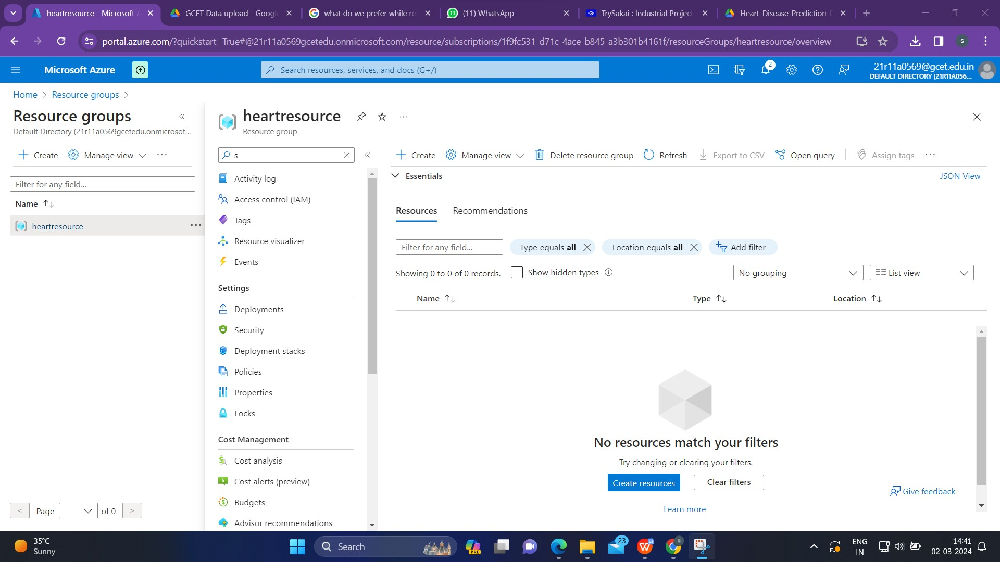 heartresource - Microsoft A
GCET Data upload - Googl
what do we prefer while re
(11) WhatsApp
TrySakai : Industrial Project
Heart-Disease-Prediction-
portal.azure.com/?quickstart=True#@21r11a0569gcetedu.onmicrosoft.com/resource/subscriptions/1f9fc531-d71c-4ace-b845-a3b301b4161f/resourceGroups/heartresource/overview
S
Microsoft Azure
Search resources, services, and docs (G+/)
2
21r11a0569@gcet.edu.in
DEFAULT DIRECTORY (21R11A056...
Home > Resource groups >
Resource groups
Default Directory (21r11a0569gcetedu.onmicrosof...
Create
Manage view
Filter for any field...
Name
heartresource
< Page of 0 >
heartresource
Resource group
s
Activity log
Access control (IAM)
Tags
Resource visualizer
Events
Settings
Deployments
Security
Deployment stacks
Policies
Properties
Locks
Cost Management
Cost analysis
Cost alerts (preview)
Budgets
Advisor recommendations
Create
Manage view
Delete resource group
Refresh
Export to CSV
Open query
Assign tags
Essentials
JSON View
Resources
Recommendations
Filter for any field...
Type equals all
Location equals all
Add filter
Showing 0 to 0 of 0 records.
Show hidden types
No grouping
List view
Name
Type
Location
No resources match your filters
Try changing or clearing your filters.
Create resources
Clear filters
Give feedback
Learn more
35°C
Sunny
Search
PRE
23
ENG
IN
14:41
02-03-2024